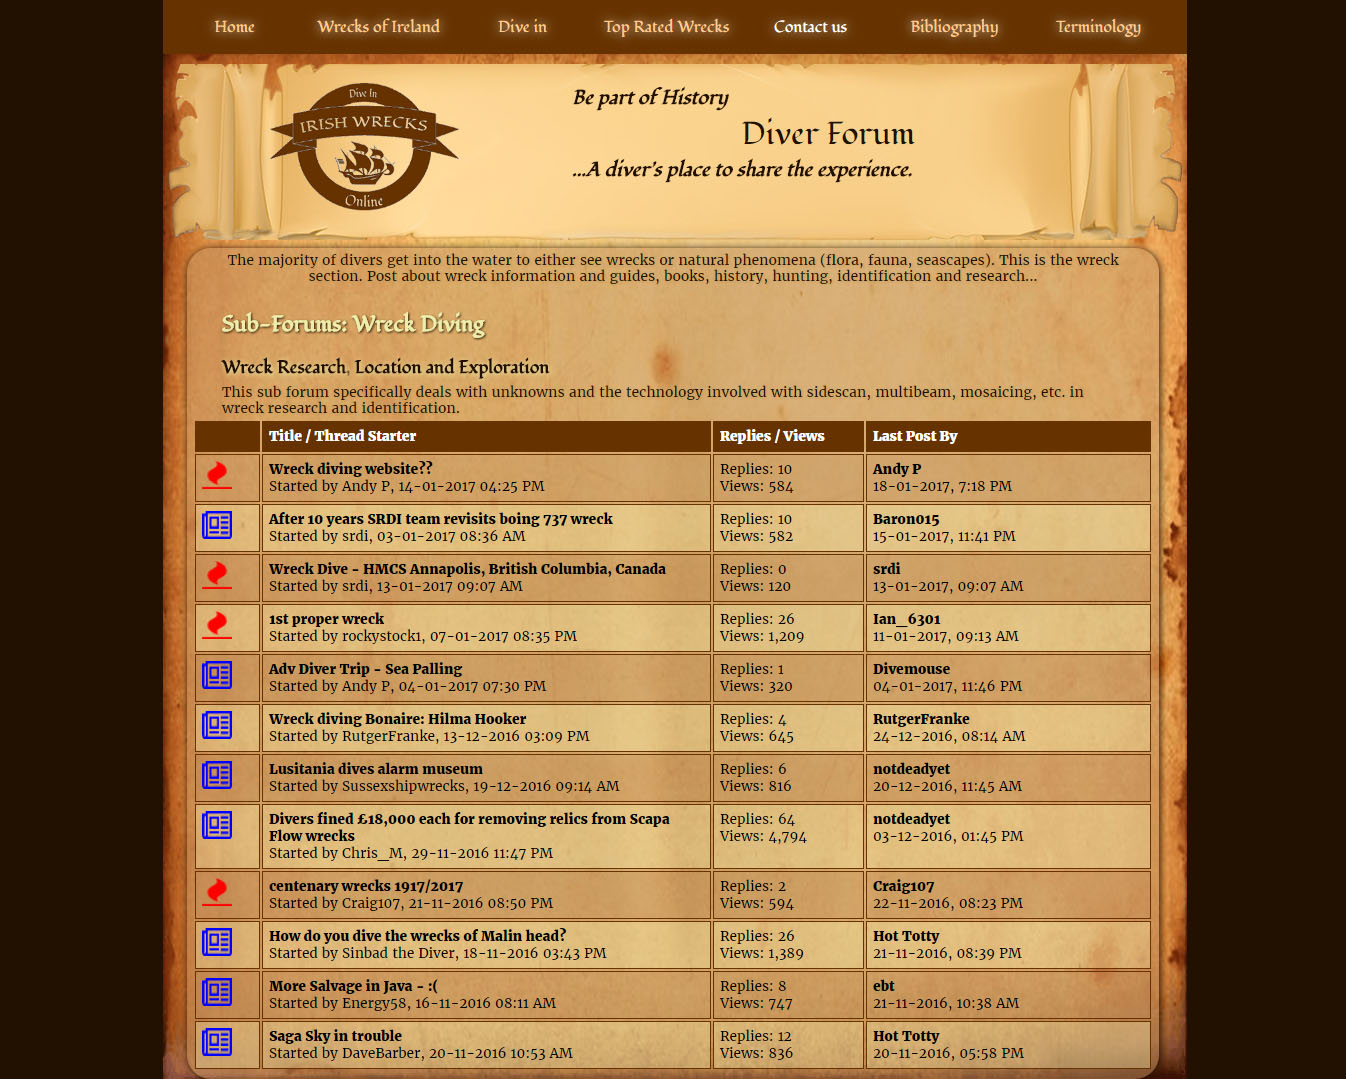 Home Wrecks of Ireland Dive in Top Rated Wrecks Contact us Bibliography Terminology
Dive In
IRISH WRECKS
Online
Be part of History
Diver Forum
...A diver's place to share the experience.
The majority of divers get into the water to either see wrecks or natural phenomena (flora, fauna, seascapes). This is the wreck
section. Post about wreck information and guides, books, history, hunting, identification and research...
Sub-Forums: Wreck Diving
Wreck Research, Location and Exploration
This sub forum specifically deals with unknowns and the technology involved with sidescan, multibeam, mosaicing, etc. in
wreck research and identification.
Title / Thread Starter Replies / Views Last Post By
Wreck diving website?? Replies: 10 Andy P
Started by Andy P, 14-01-2017 04:25 PM Views: 584 18-01-2017, 7:18 PM
After 10 years SRDI team revisits boing 737 wreck Replies: 10 Baron015
Started by srdi, 03-01-2017 08:36 AM Views: 582 15-01-2017, 11:41 PM
Wreck Dive - HMCS Annapolis, British Columbia, Canada Replies: 0 srdi
Started by srdi, 13-01-2017 09:07 AM Views: 120 13-01-2017, 09:07 AM
1st proper wreck Replies: 26 Ian_6301
Started by rockystock1, 07-01-2017 08:35 PM Views: 1,209 11-01-2017, 09:13 AM
Adv Diver Trip - Sea Palling Replies: 1 Divemouse
Started by Andy P, 04-01-2017 07:30 PM Views: 320 04-01-2017, 11:46 PM
Wreck diving Bonaire: Hilma Hooker Replies: 4 RutgerFranke
Started by RutgerFranke, 13-12-2016 03:09 PM Views: 645 24-12-2016, 08:14 AM
Lusitania dives alarm museum Replies: 6 notdeadyet
Started by Sussexshipwrecks, 19-12-2016 09:14 AM Views: 816 20-12-2016, 11:45 AM
Divers fined £18,000 each for removing relics from Scapa Replies: 64 notdeadyet
Flow wrecks Views: 4,794 03-12-2016, 01:45 PM
Started by Chris_M, 29-11-2016 11:47 PM
centenary wrecks 1917/2017 Replies: 2 Craig107
Started by Craig107, 21-11-2016 08:50 PM Views: 594 22-11-2016, 08:23 PM
How do you dive the wrecks of Malin head? Replies: 26 Hot Totty
Started by Sinbad the Diver, 18-11-2016 03:43 PM Views: 1,389 21-11-2016, 08:39 PM
More Salvage in Java - :( Replies: 8 ebt
Started by Energy58, 16-11-2016 08:11 AM Views: 747 21-11-2016, 10:38 AM
Saga Sky in trouble Replies: 12 Hot Totty
Started by DaveBarber, 20-11-2016 10:53 AM Views: 836 20-11-2016, 05:58 PM